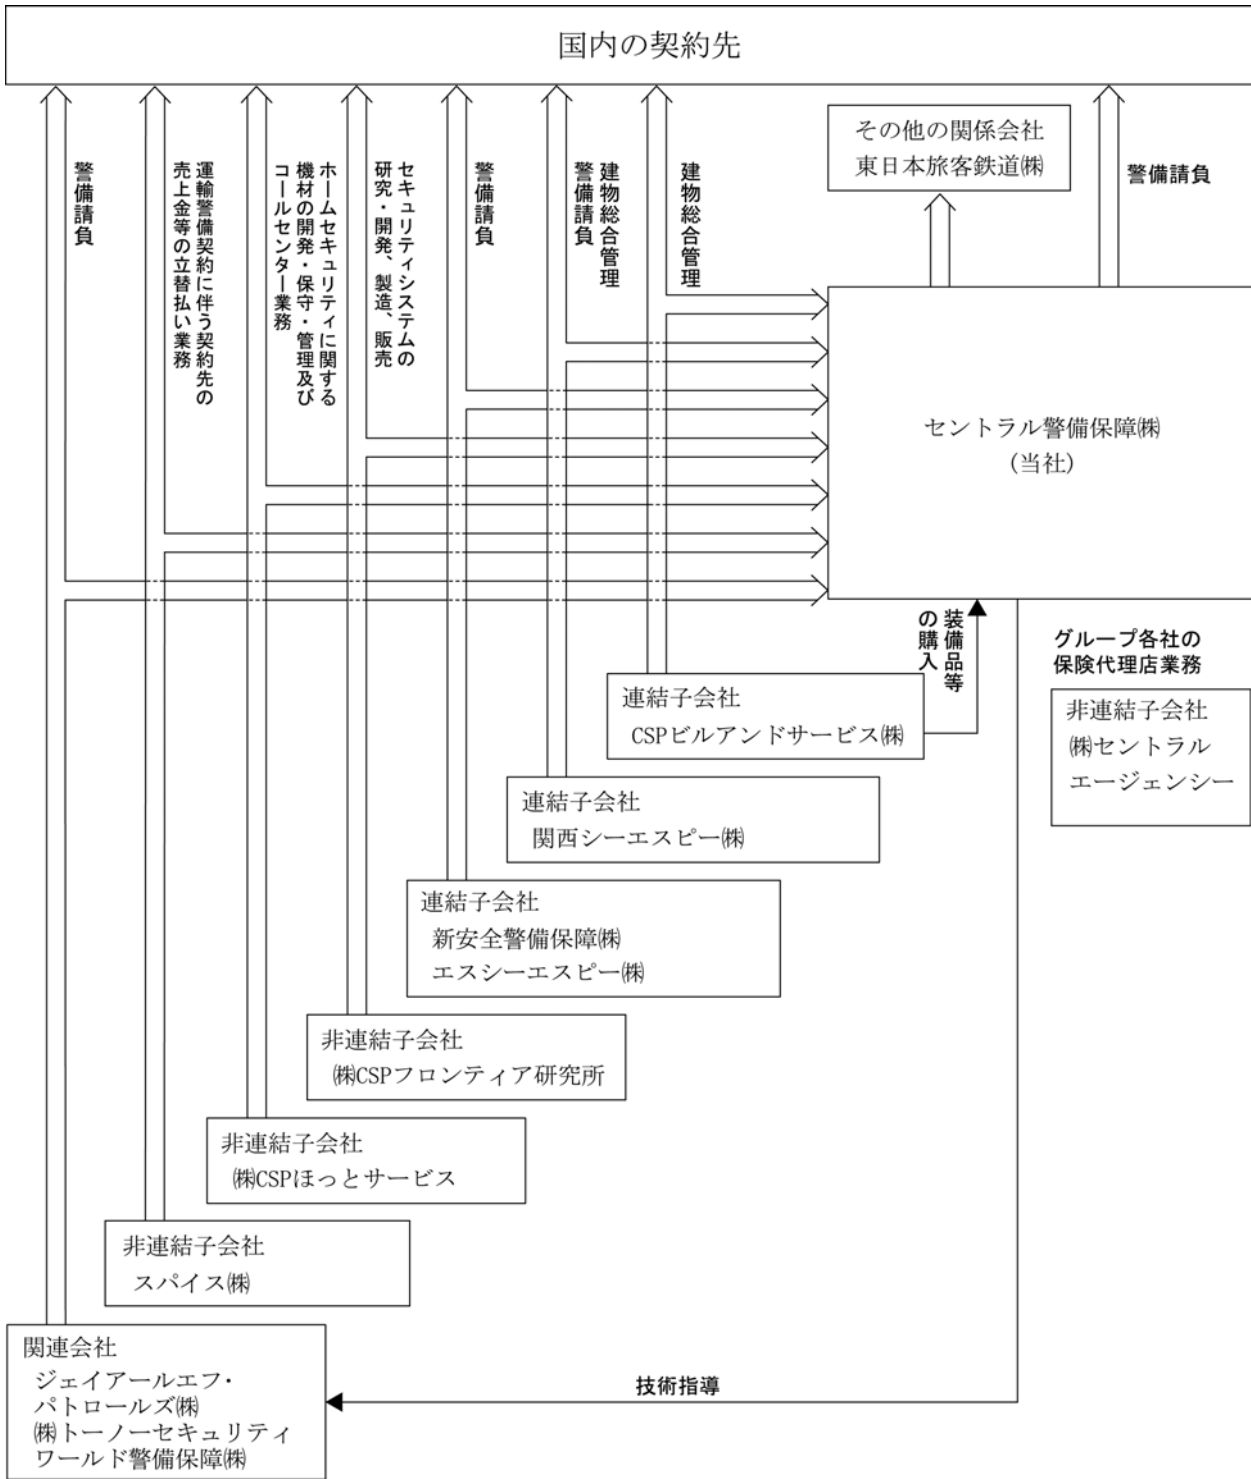 国内の契約先
その他の関係会社
東日本旅客鉄道㈱
警備請負
運輸警備契約に伴う契約先の
売上金等の立替払い業務
ホームセキュリティに関する
機材の開発・保守・管理及び
コールセンター業務
セキュリティシステムの
研究・開発、製造、販売
警備請負
建物総合管理
警備請負
建物総合管理
警備請負
セントラル警備保障㈱
(当社)
装備品等
の購入
グループ各社の
保険代理店業務
連結子会社
CSPビルアンドサービス㈱
非連結子会社
㈱セントラル
エージェンシー
連結子会社
関西シーエスピー㈱
連結子会社
新安全警備保障㈱
エスシーエスピー㈱
非連結子会社
㈱CSPフロンティア研究所
非連結子会社
㈱CSPほっとサービス
非連結子会社
スパイス㈱
関連会社
ジェイアールエフ・
パトロールズ㈱
㈱トーノーセキュリティ
ワールド警備保障㈱
技術指導